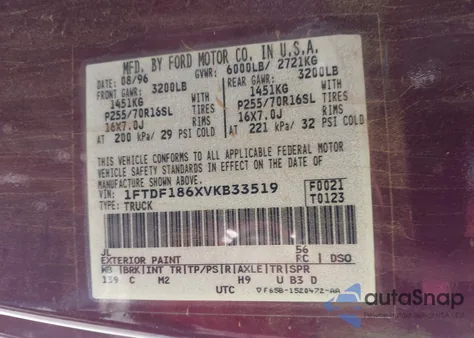 MFD. BY FORD MOTOR CO. IN U.S.A.
DATE: 08/96 GVWR: 6000LB/ 2721KG
FRONT GAWR: 3200LB REAR GAWR: 3200LB
1451KG 1451KG
P255/70R16SL TIRES P255/70R16SL TIRES
16X7.0J RIMS 16X7.0J RIMS
AT 200 kPa/ 29 PSI COLD AT 221 kPa/ 32 PSI COLD
THIS VEHICLE CONFORMS TO ALL APPLICABLE FEDERAL MOTOR
VEHICLE SAFETY STANDARDS IN EFFECT ON THE DATE OF
MANUFACTURE SHOWN ABOVE.
VIN: 1FTDF186XVKB33519 F0021
TYPE: TRUCK T0123
JL 56
EXTERIOR PAINT RC DSO
WB BRK INT TR TP/PS R AXLE TR SPR
139 C M2 H9 U B3 D
UTC ▽F65B-1520472-AA
autoSnap